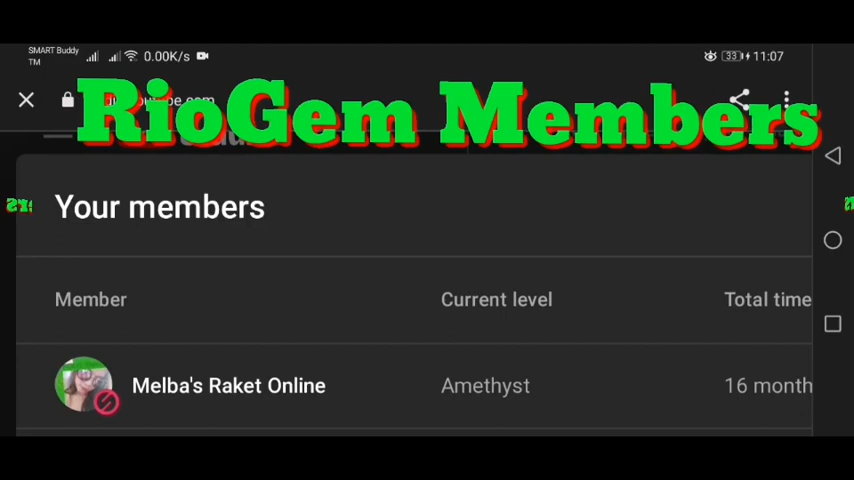 SMART Buddy
TM
0.00K/s
33
11:07
RioGem Members
Your members
Member
Current level
Total time
Melba's Raket Online
Amethyst
16 month